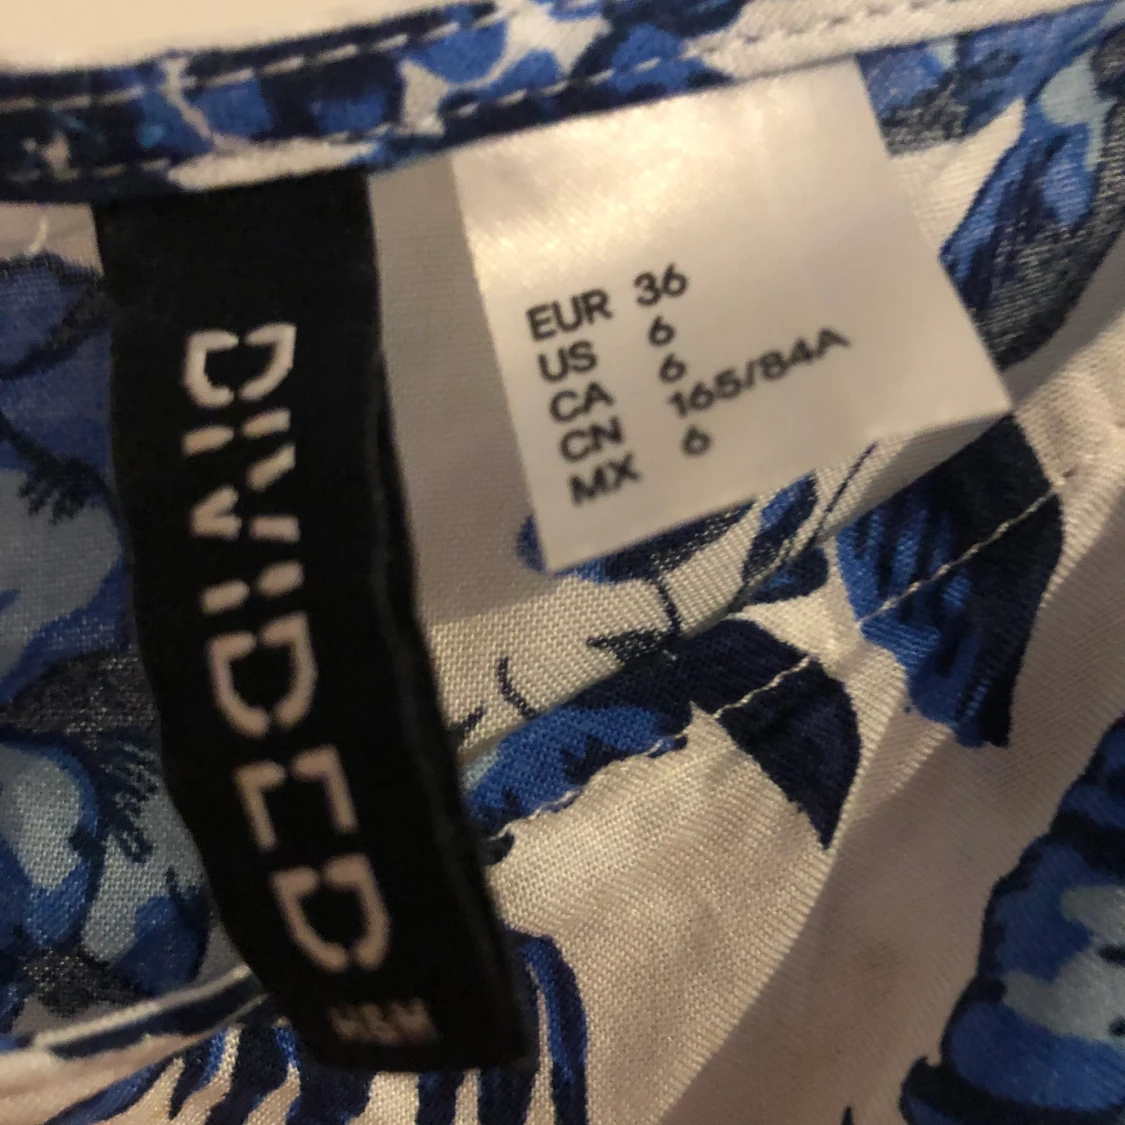 DIVIDED
H&M
EUR 36
US 6
CA 6
CN 165/84A
MX 6